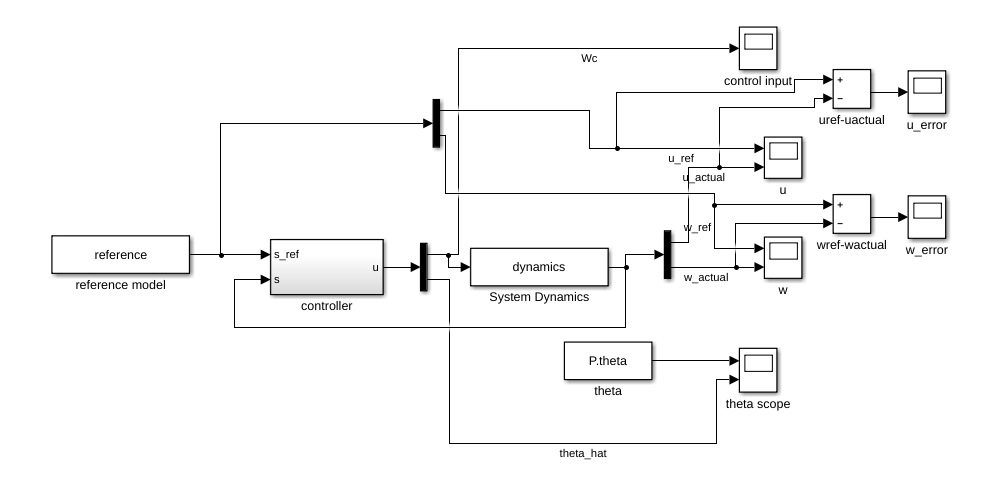 Wc
control input
+
−
uref-uactual
u_error
u_ref
u_actual
u
+
−
w_ref
wref-wactual
w_error
reference
reference model
s_ref
s
u
controller
dynamics
System Dynamics
w_actual
w
P.theta
theta
theta scope
theta_hat